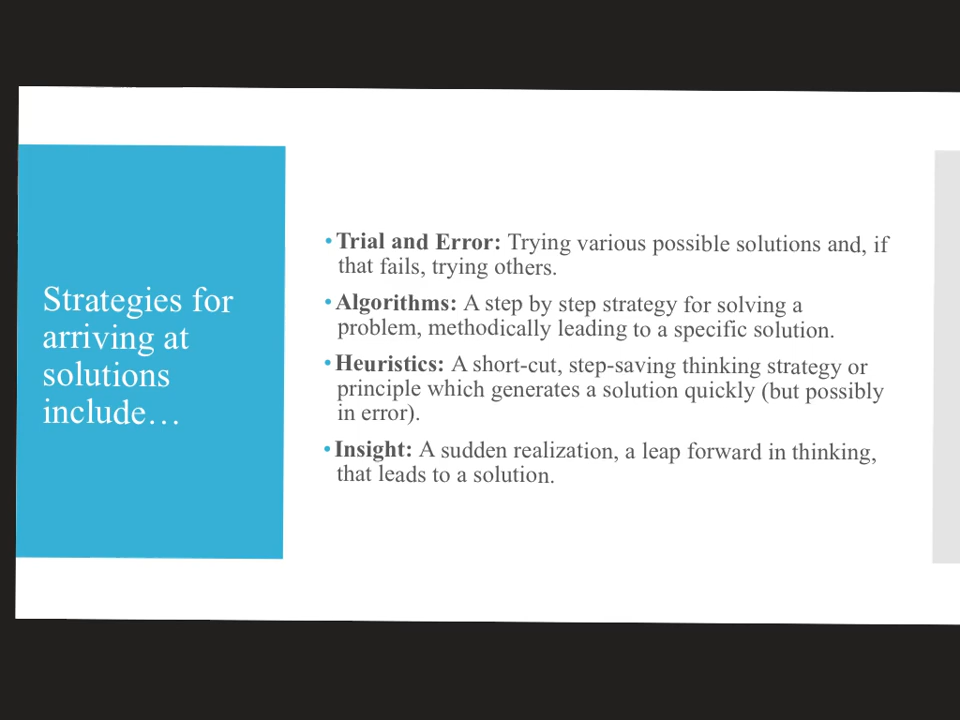 Strategies for
arriving at
solutions
include…
•Trial and Error: Trying various possible solutions and, if
that fails, trying others.
•Algorithms: A step by step strategy for solving a
problem, methodically leading to a specific solution.
•Heuristics: A short-cut, step-saving thinking strategy or
principle which generates a solution quickly (but possibly
in error).
•Insight: A sudden realization, a leap forward in thinking,
that leads to a solution.